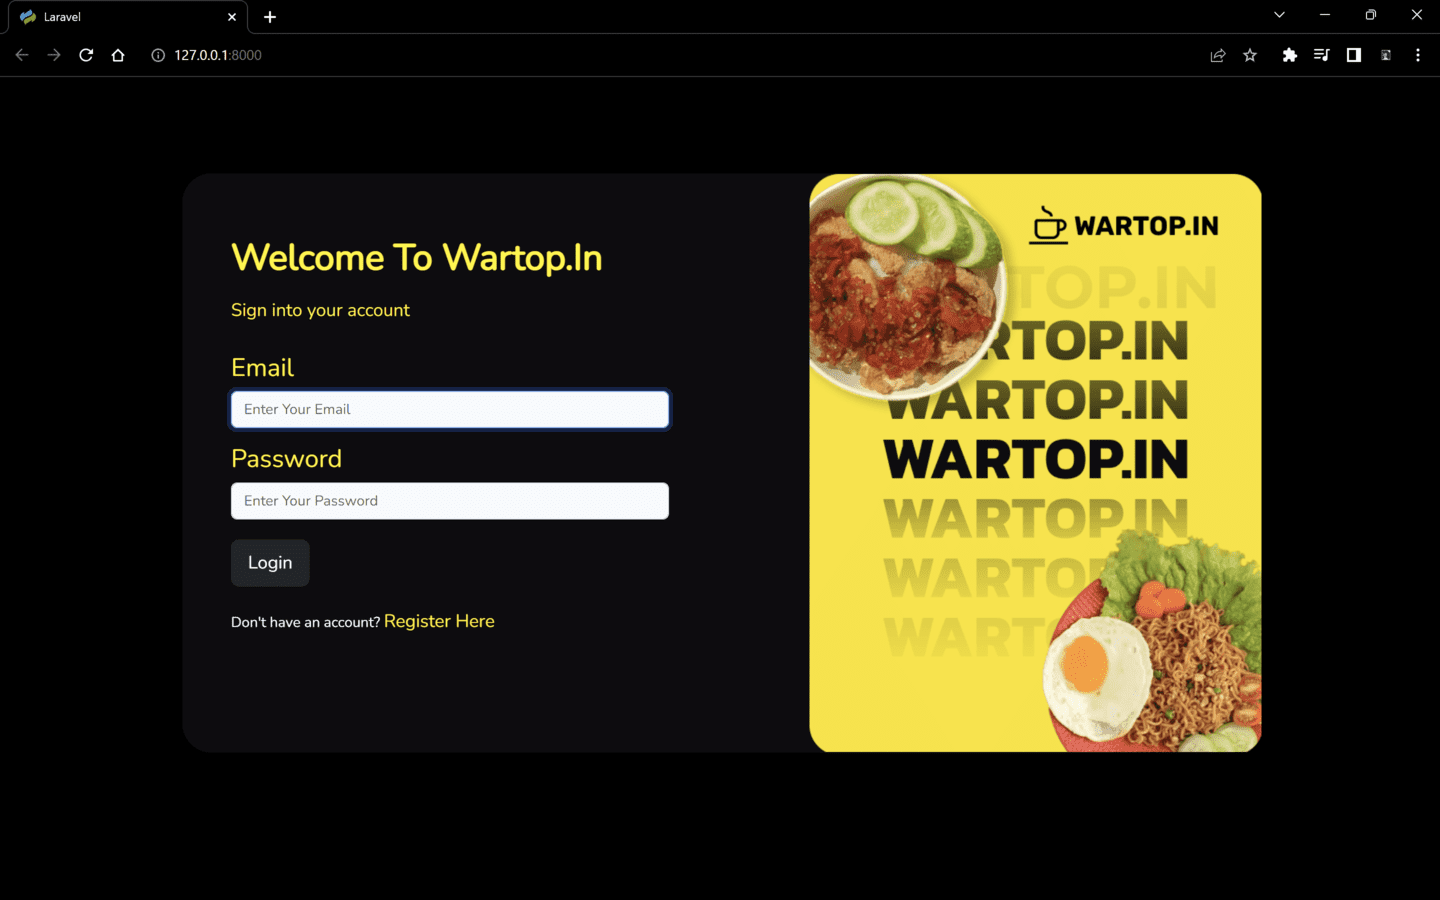 Laravel
127.0.0.1:8000
Welcome To Wartop.In
Sign into your account
Email
Enter Your Email
Password
Enter Your Password
Login
Don't have an account? Register Here
WARTOP.IN
TOP.IN
RTOP.IN
WARTOP.IN
WARTOP.IN
WARTOP.IN
WARTOP
WARTO